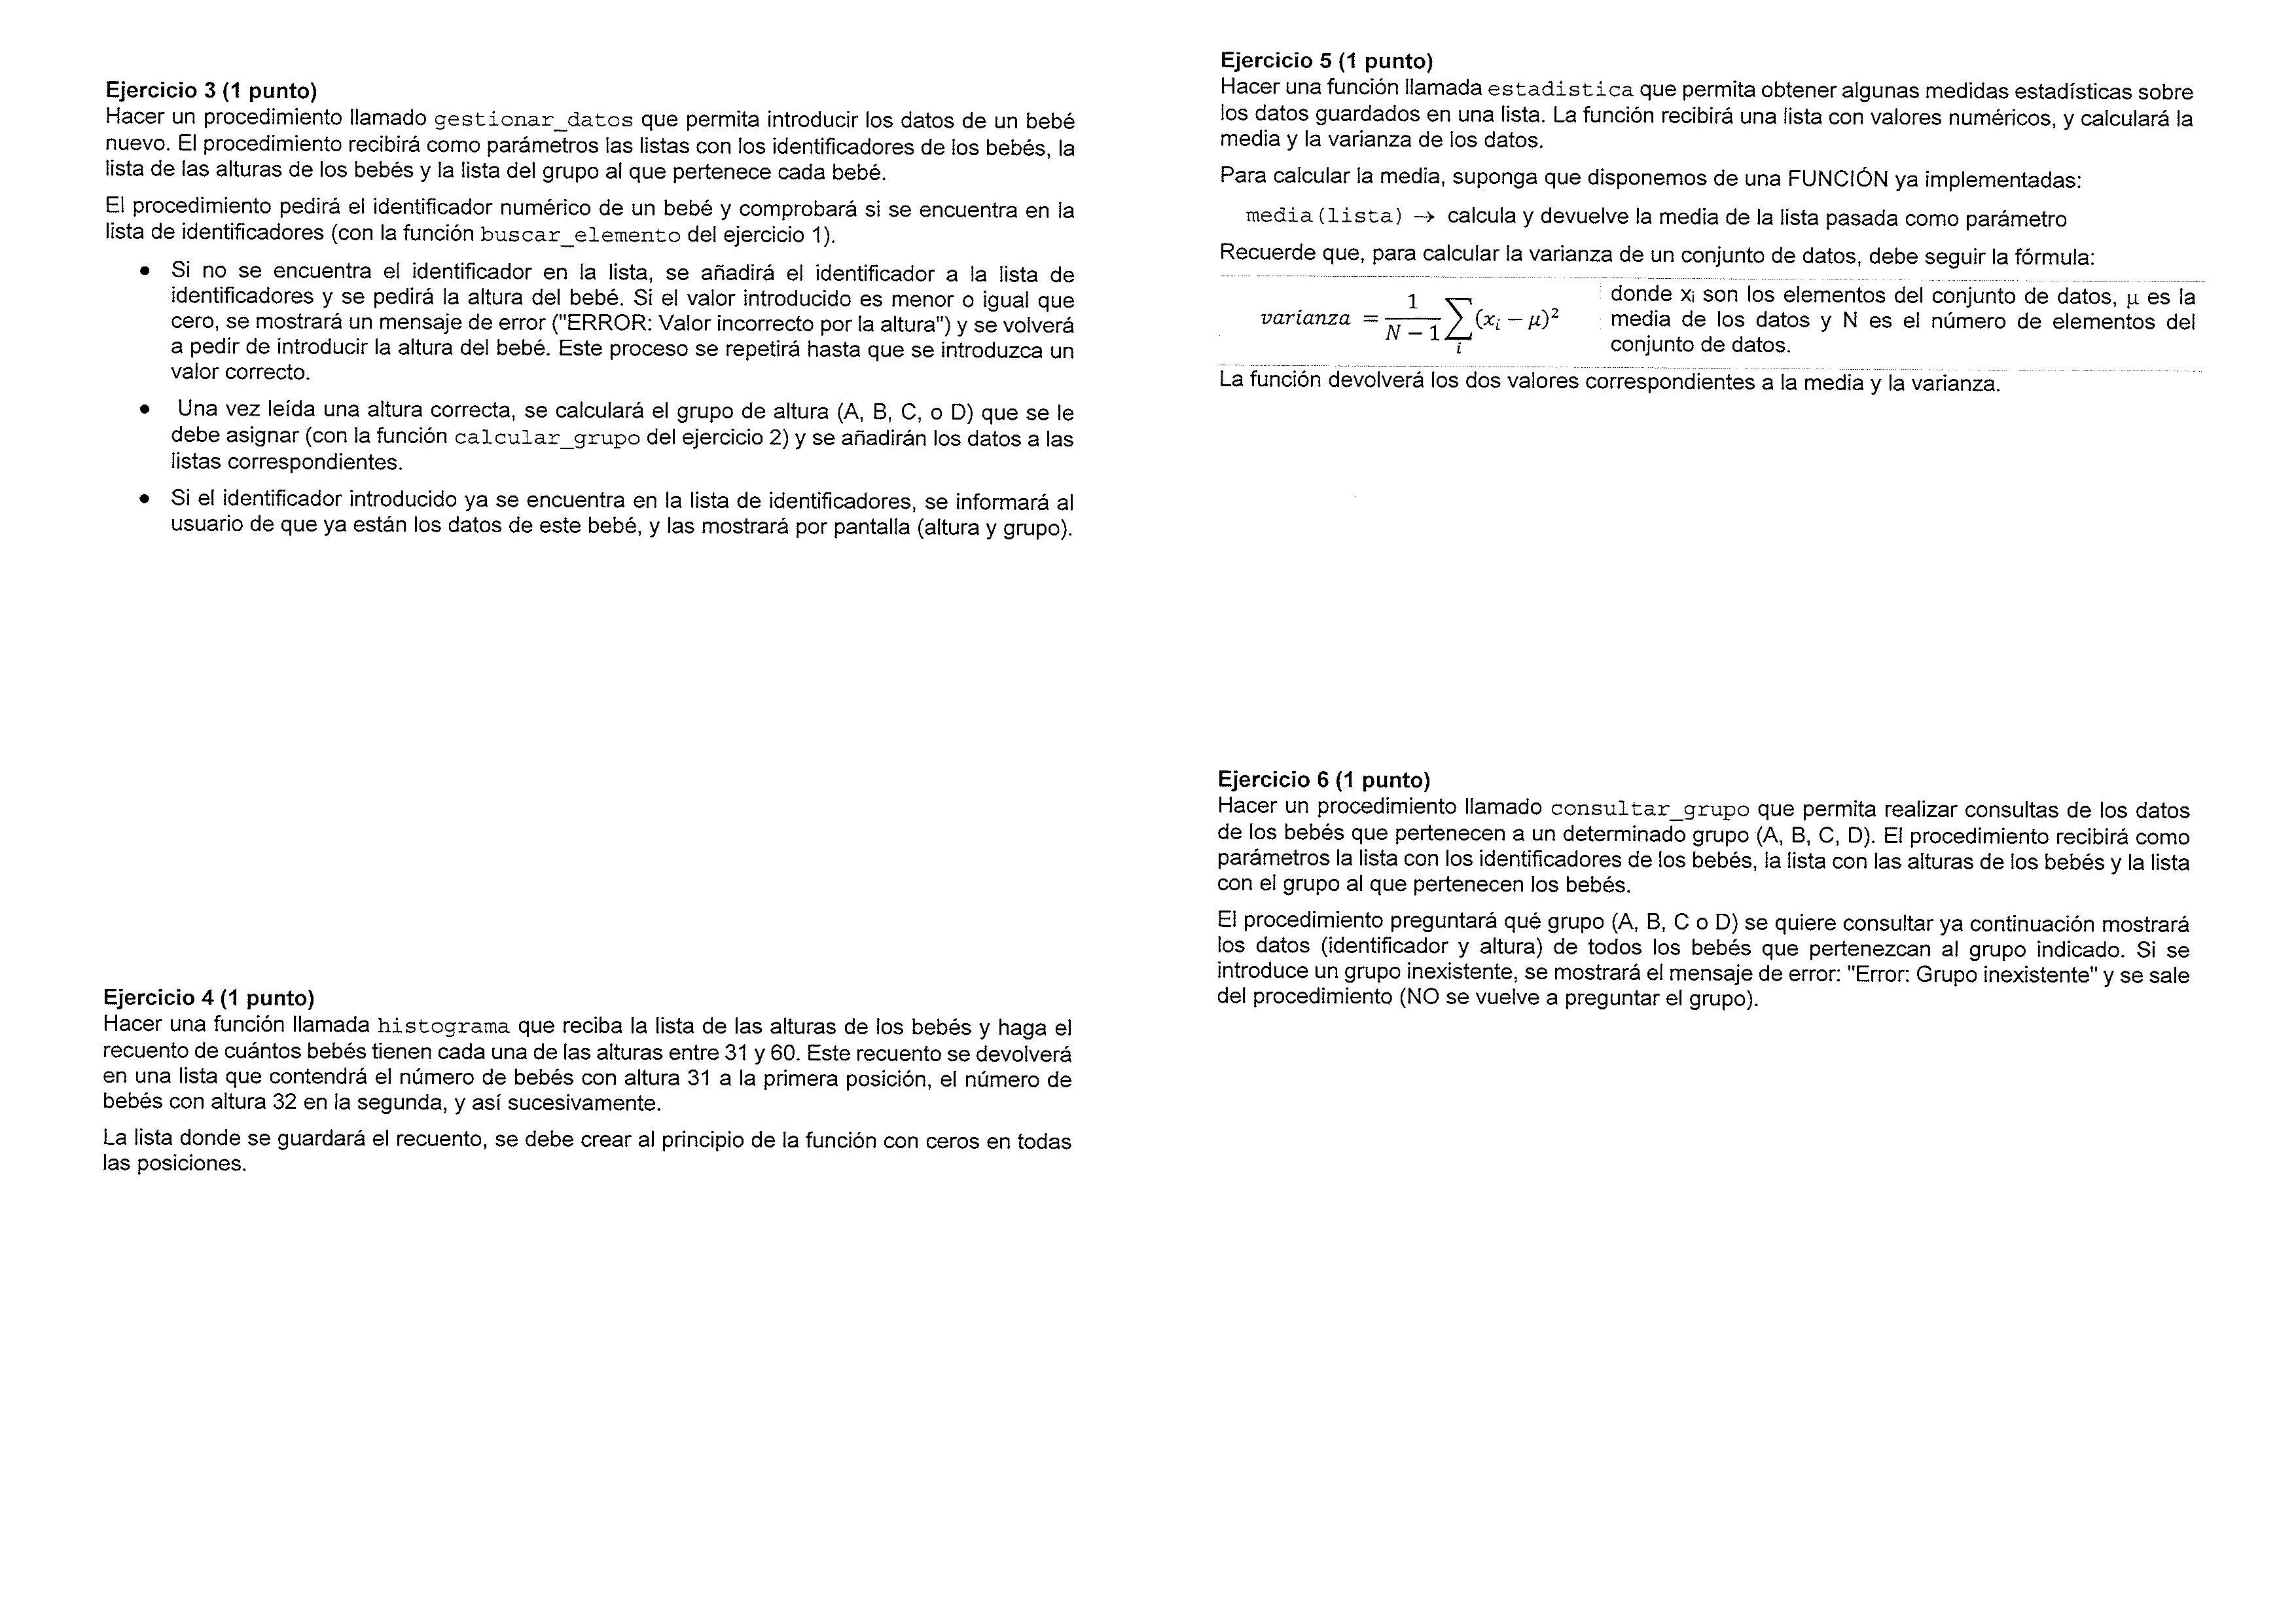 Ejercicio 3 (1 punto)
Hacer un procedimiento llamado gestionar_datos que permita introducir los datos de un bebé
nuevo. El procedimiento recibirá como parámetros las listas con los identificadores de los bebés, la
lista de las alturas de los bebés y la lista del grupo al que pertenece cada bebé.
El procedimiento pedirá el identificador numérico de un bebé y comprobará si se encuentra en la
lista de identificadores (con la función buscar_elemento del ejercicio 1).
• Si no se encuentra el identificador en la lista, se añadirá el identificador a la lista de
identificadores y se pedirá la altura del bebé. Si el valor introducido es menor o igual que
cero, se mostrará un mensaje de error ("ERROR: Valor incorrecto por la altura") y se volverá
a pedir de introducir la altura del bebé. Este proceso se repetirá hasta que se introduzca un
valor correcto.
• Una vez leída una altura correcta, se calculará el grupo de altura (A, B, C, o D) que se le
debe asignar (con la función calcular_grupo del ejercicio 2) y se añadirán los datos a las
listas correspondientes.
• Si el identificador introducido ya se encuentra en la lista de identificadores, se informará al
usuario de que ya están los datos de este bebé, y las mostrará por pantalla (altura y grupo).
Ejercicio 4 (1 punto)
Hacer una función llamada histograma que reciba la lista de las alturas de los bebés y haga el
recuento de cuántos bebés tienen cada una de las alturas entre 31 y 60. Este recuento se devolverá
en una lista que contendrá el número de bebés con altura 31 a la primera posición, el número de
bebés con altura 32 en la segunda, y así sucesivamente.
La lista donde se guardará el recuento, se debe crear al principio de la función con ceros en todas
las posiciones.
Ejercicio 5 (1 punto)
Hacer una función llamada estadistica que permita obtener algunas medidas estadísticas sobre
los datos guardados en una lista. La función recibirá una lista con valores numéricos, y calculará la
media y la varianza de los datos.
Para calcular la media, suponga que disponemos de una FUNCIÓN ya implementadas:
media(lista) → calcula y devuelve la media de la lista pasada como parámetro
Recuerde que, para calcular la varianza de un conjunto de datos, debe seguir la fórmula:
varianza = 1/(N − 1) ∑i (xi − μ)²
donde xi son los elementos del conjunto de datos, μ es la
media de los datos y N es el número de elementos del
conjunto de datos.
La función devolverá los dos valores correspondientes a la media y la varianza.
Ejercicio 6 (1 punto)
Hacer un procedimiento llamado consultar_grupo que permita realizar consultas de los datos
de los bebés que pertenecen a un determinado grupo (A, B, C, D). El procedimiento recibirá como
parámetros la lista con los identificadores de los bebés, la lista con las alturas de los bebés y la lista
con el grupo al que pertenecen los bebés.
El procedimiento preguntará qué grupo (A, B, C o D) se quiere consultar ya continuación mostrará
los datos (identificador y altura) de todos los bebés que pertenezcan al grupo indicado. Si se
introduce un grupo inexistente, se mostrará el mensaje de error: "Error: Grupo inexistente" y se sale
del procedimiento (NO se vuelve a preguntar el grupo).